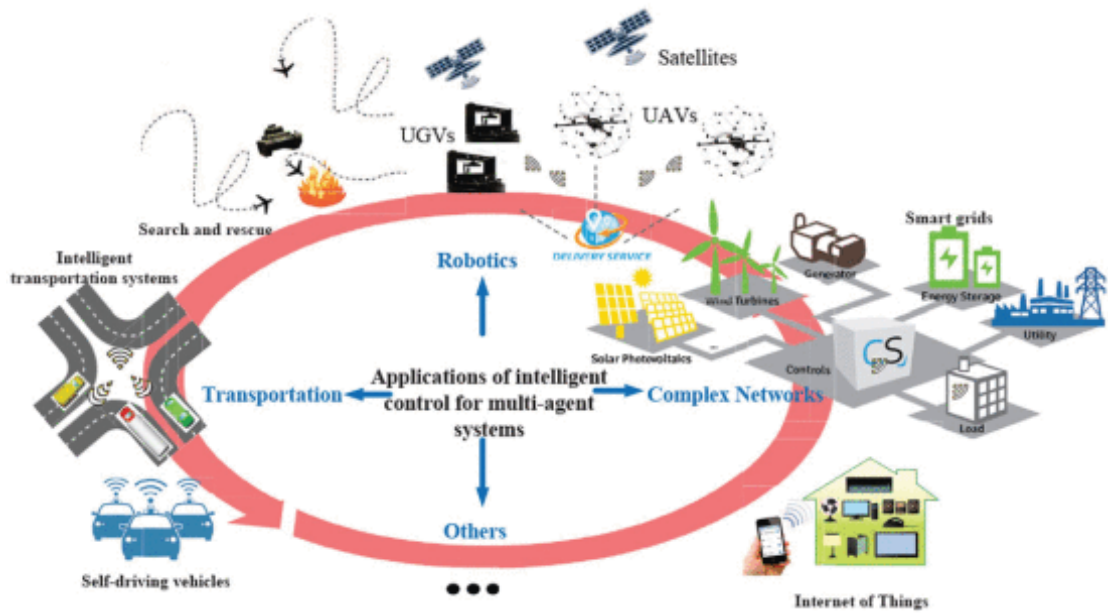 Satellites
UGVs
UAVs
Search and rescue
DELIVERY SERVICE
Smart grids
Intelligent
transportation systems
Robotics
Generator
Wind Turbines
Energy Storage
Utility
Solar Photovoltaics
Controls
Load
Transportation
Applications of intelligent
control for multi-agent
systems
Complex Networks
Others
Self-driving vehicles
Internet of Things